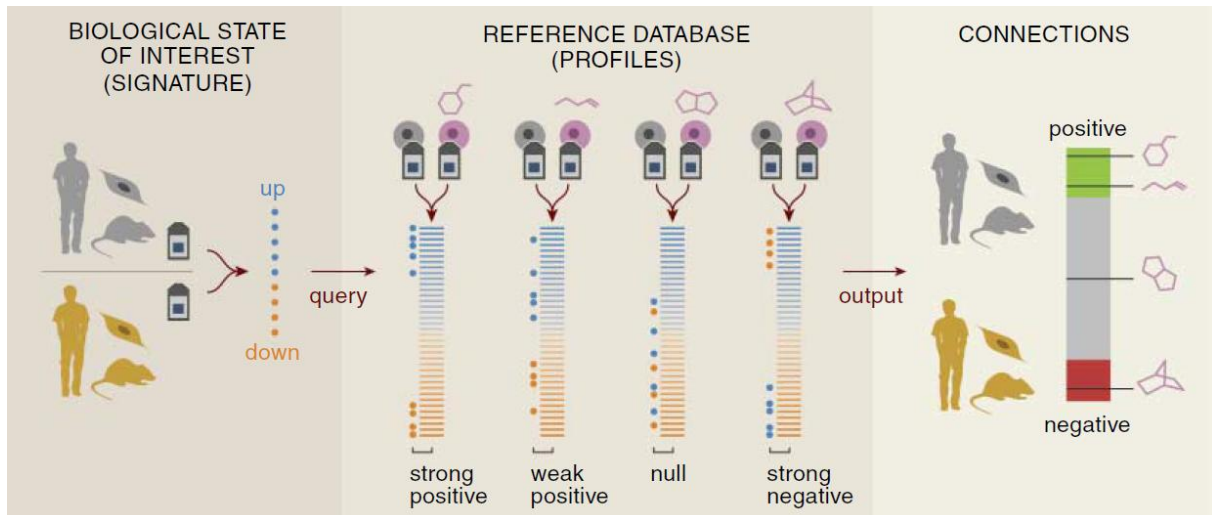 BIOLOGICAL STATE
OF INTEREST
(SIGNATURE)
up
down
query
REFERENCE DATABASE
(PROFILES)
strong
positive
weak
positive
null
strong
negative
output
CONNECTIONS
positive
negative